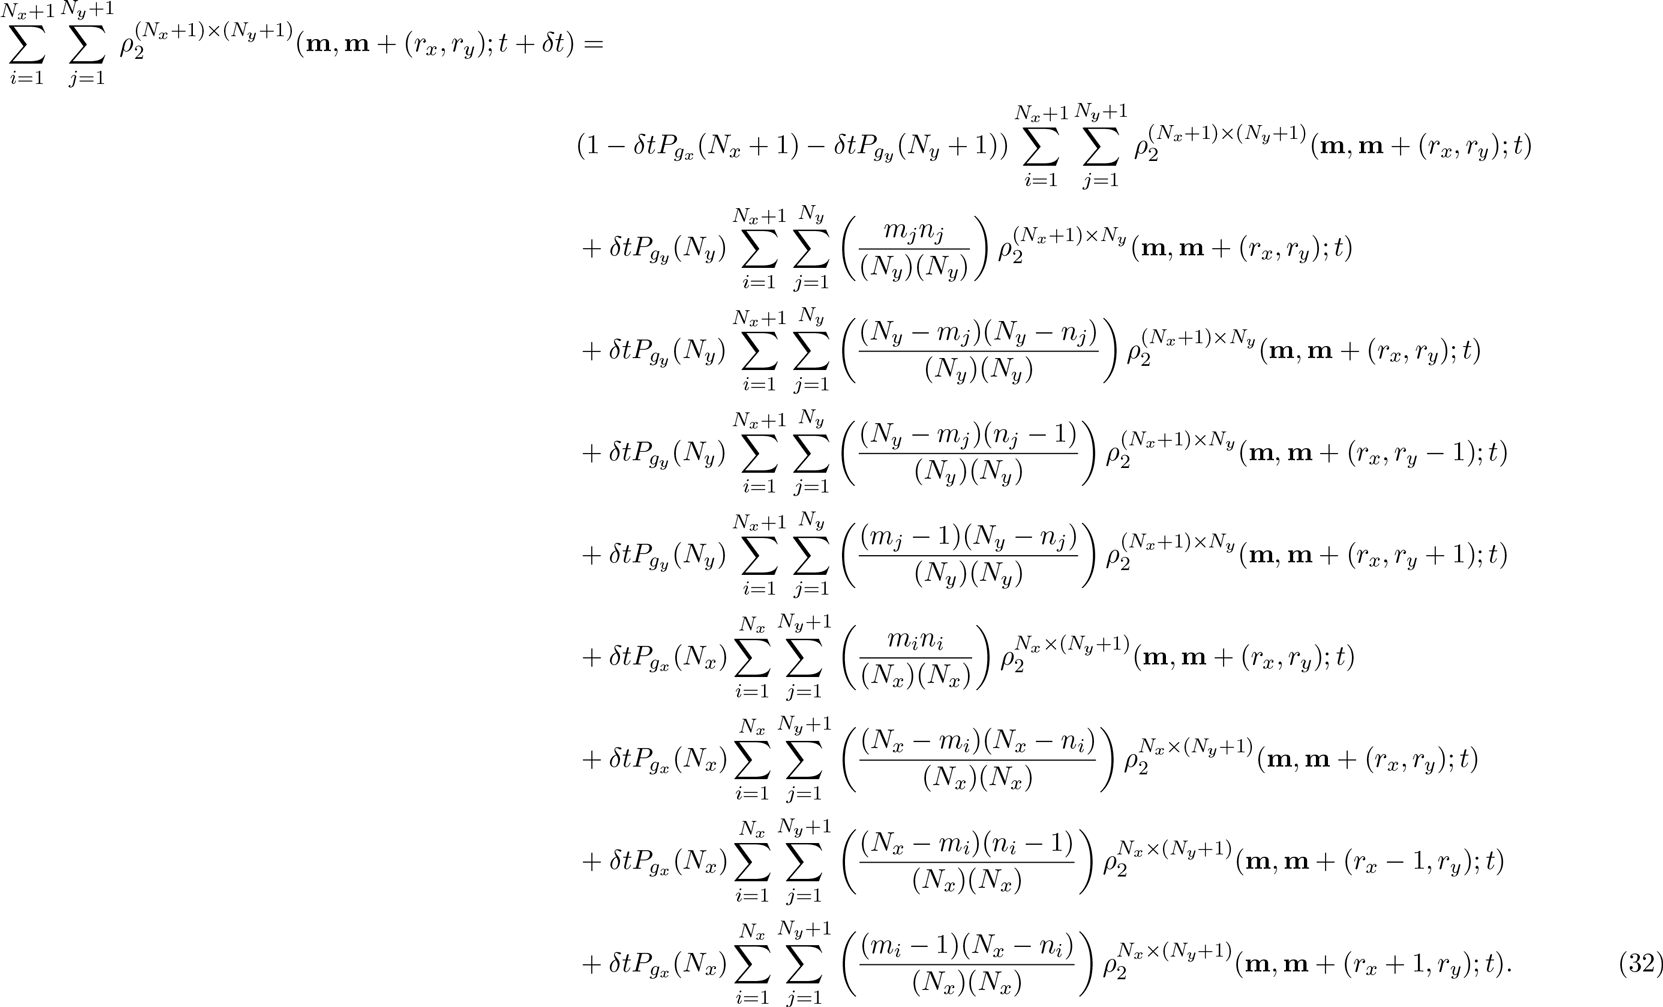 \sum_{i=1}^{N_x+1} \sum_{j=1}^{N_y+1} \rho_2^{(N_x+1)\times(N_y+1)}(\mathbf{m}, \mathbf{m} + (r_x, r_y); t + \delta t) =
(1 - \delta t P_{g_x}(N_x + 1) - \delta t P_{g_y}(N_y + 1)) \sum_{i=1}^{N_x+1} \sum_{j=1}^{N_y+1} \rho_2^{(N_x+1)\times(N_y+1)}(\mathbf{m}, \mathbf{m} + (r_x, r_y); t)
+ \delta t P_{g_y}(N_y) \sum_{i=1}^{N_x+1} \sum_{j=1}^{N_y} \left( \frac{m_j n_j}{(N_y)(N_y)} \right) \rho_2^{(N_x+1)\times N_y}(\mathbf{m}, \mathbf{m} + (r_x, r_y); t)
+ \delta t P_{g_y}(N_y) \sum_{i=1}^{N_x+1} \sum_{j=1}^{N_y} \left( \frac{(N_y - m_j)(N_y - n_j)}{(N_y)(N_y)} \right) \rho_2^{(N_x+1)\times N_y}(\mathbf{m}, \mathbf{m} + (r_x, r_y); t)
+ \delta t P_{g_y}(N_y) \sum_{i=1}^{N_x+1} \sum_{j=1}^{N_y} \left( \frac{(N_y - m_j)(n_j - 1)}{(N_y)(N_y)} \right) \rho_2^{(N_x+1)\times N_y}(\mathbf{m}, \mathbf{m} + (r_x, r_y - 1); t)
+ \delta t P_{g_y}(N_y) \sum_{i=1}^{N_x+1} \sum_{j=1}^{N_y} \left( \frac{(m_j - 1)(N_y - n_j)}{(N_y)(N_y)} \right) \rho_2^{(N_x+1)\times N_y}(\mathbf{m}, \mathbf{m} + (r_x, r_y + 1); t)
+ \delta t P_{g_x}(N_x) \sum_{i=1}^{N_x} \sum_{j=1}^{N_y+1} \left( \frac{m_i n_i}{(N_x)(N_x)} \right) \rho_2^{N_x\times(N_y+1)}(\mathbf{m}, \mathbf{m} + (r_x, r_y); t)
+ \delta t P_{g_x}(N_x) \sum_{i=1}^{N_x} \sum_{j=1}^{N_y+1} \left( \frac{(N_x - m_i)(N_x - n_i)}{(N_x)(N_x)} \right) \rho_2^{N_x\times(N_y+1)}(\mathbf{m}, \mathbf{m} + (r_x, r_y); t)
+ \delta t P_{g_x}(N_x) \sum_{i=1}^{N_x} \sum_{j=1}^{N_y+1} \left( \frac{(N_x - m_i)(n_i - 1)}{(N_x)(N_x)} \right) \rho_2^{N_x\times(N_y+1)}(\mathbf{m}, \mathbf{m} + (r_x - 1, r_y); t)
+ \delta t P_{g_x}(N_x) \sum_{i=1}^{N_x} \sum_{j=1}^{N_y+1} \left( \frac{(m_i - 1)(N_x - n_i)}{(N_x)(N_x)} \right) \rho_2^{N_x\times(N_y+1)}(\mathbf{m}, \mathbf{m} + (r_x + 1, r_y); t). (32)